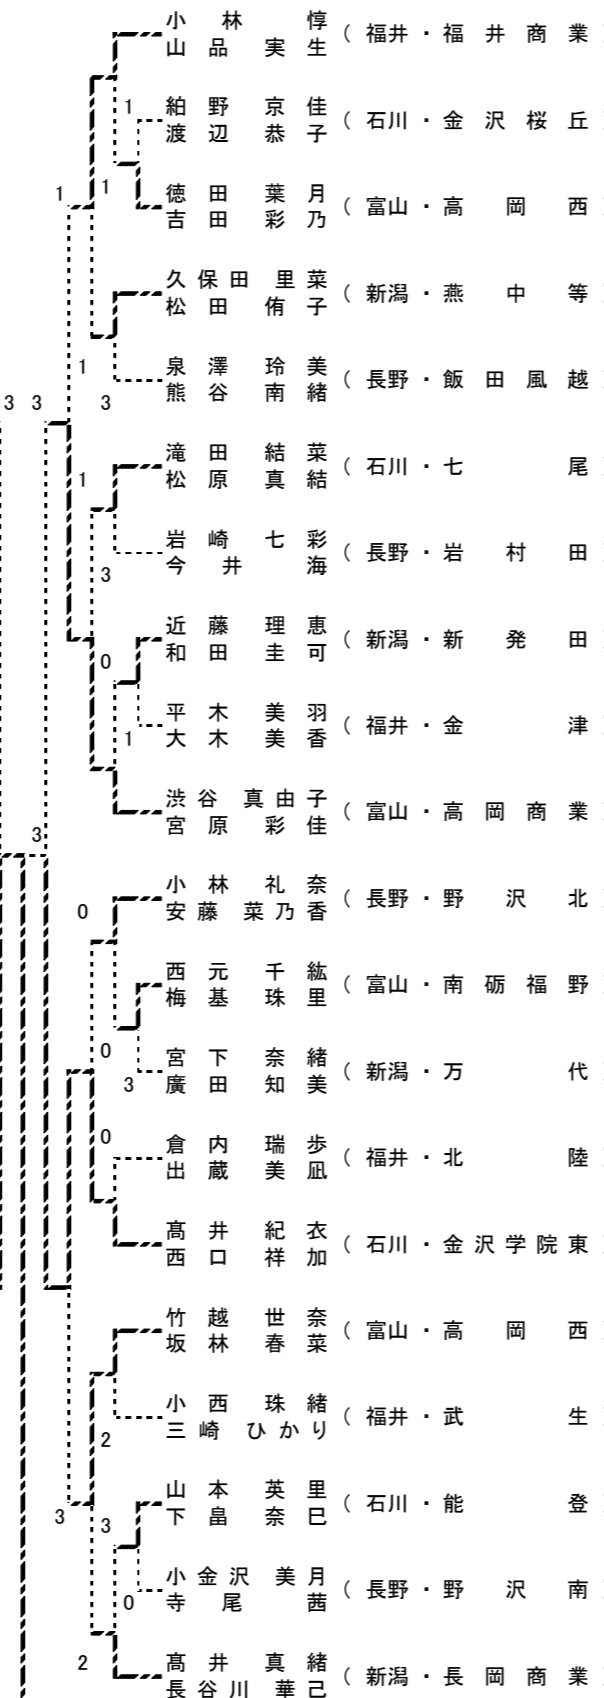 小林 惇
山品 実生 (福井・福井商業
1
紺野 京佳
渡辺 恭子 (石川・金沢桜丘
1 1
徳田 葉月
吉田 彩乃 (富山・高岡西
久保田 里菜
松田 侑子 (新潟・燕中等
1
泉澤 玲美
熊谷 南緒 (長野・飯田風越
3 3 3
滝田 結菜
松原 真結 (石川・七尾
1
岩崎 七彩
今井 海 (長野・岩村田
3
近藤 理恵
和田 圭可 (新潟・新発田
0
平木 美羽
大木 美香 (福井・金津
1
渋谷 真由子
宮原 彩佳 (富山・高岡商業
3
小林 礼奈
安藤 菜乃香 (長野・野沢北
0
西元 千紘
梅基 珠里 (富山・南砺福野
0
宮下 奈緒
廣田 知美 (新潟・万代
3
0
倉内 瑞歩
出蔵 美凪 (福井・北陸
髙井 紀衣
西口 祥加 (石川・金沢学院東
竹越 世奈
坂林 春菜 (富山・高岡西
小西 珠緒
三崎 ひかり (福井・武生
2
山本 英里
下畠 奈巳 (石川・能登
3 3
小金沢 美月
寺尾 茜 (長野・野沢南
0
2
髙井 真緒
長谷川 華己 (新潟・長岡商業